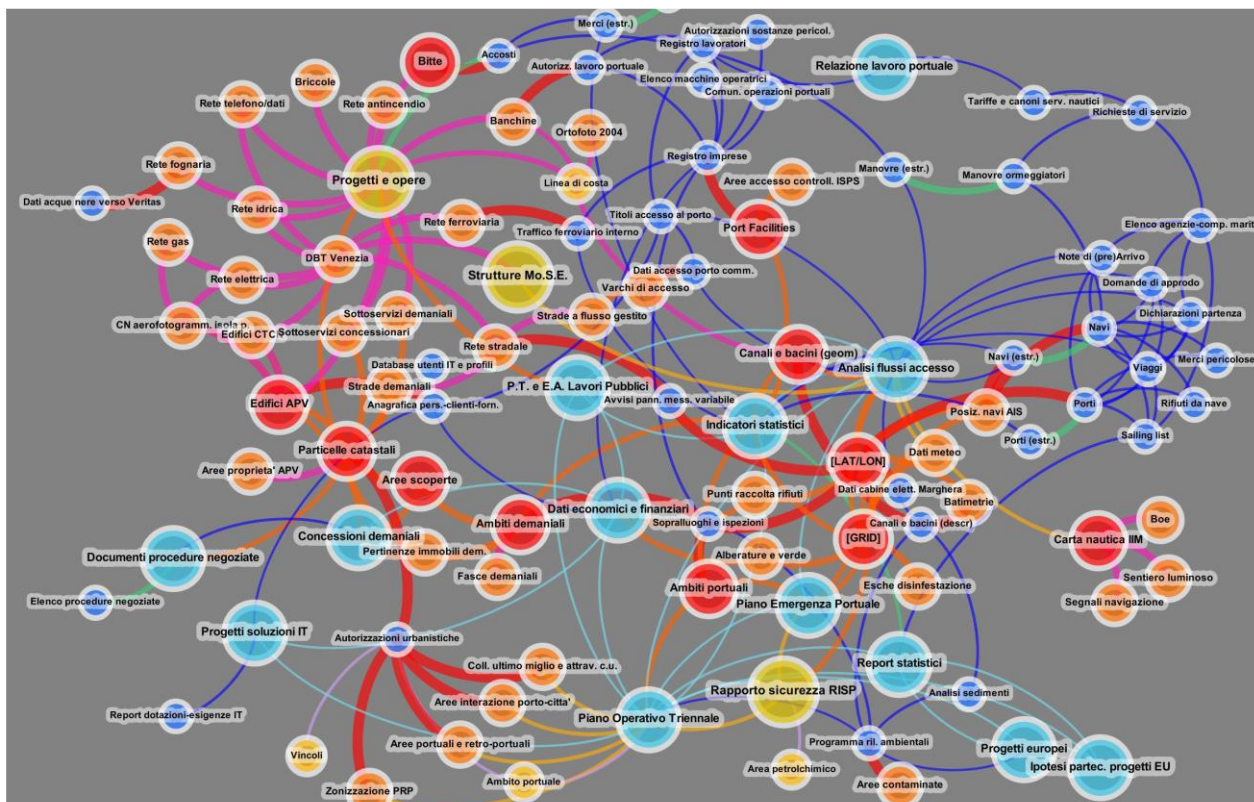 Merci (estr.)
Autorizzazioni sostanze pericol.
Registro lavoratori
Accosti
Bitte
Autorizz. lavoro portuale
Relazione lavoro portuale
Elenco macchine operatrici
Comun. operazioni portuali
Briccole
Rete telefono/dati
Rete antincendio
Tariffe e canoni serv. nautici
Richieste di servizio
Banchine
Ortofoto 2004
Rete fognaria
Registro imprese
Manovre (estr.)
Manovre ormeggiatori
Progetti e opere
Linea di costa
Aree accesso controll. ISPS
Dati acque nere verso Veritas
Rete idrica
Rete ferroviaria
Titoli accesso al porto
Traffico ferroviario interno
Port Facilities
Elenco agenzie-comp. maritt
Rete gas
DBT Venezia
Note di (pre)Arrivo
Rete elettrica
Strutture Mo.S.E.
Dati accesso porto comm.
Varchi di accesso
Domande di approdo
Sottoservizi demaniali
Strade a flusso gestito
Dichiarazioni partenza
CN aerofotogramm. isola p.
Edifici CTC
Sottoservizi concessionari
Navi
Rete stradale
Canali e bacini (geom)
Navi (estr.)
Merci pericolose
Database utenti IT e profili
Analisi flussi accesso
Viaggi
Strade demaniali
P.T. e E.A. Lavori Pubblici
Edifici APV
Anagrafica pers.-clienti-forn.
Avvisi pann. mess. variabile
Posiz. navi AIS
Porti
Rifiuti da nave
Indicatori statistici
Porti (estr.)
Sailing list
Particelle catastali
Dati meteo
[LAT/LON]
Aree proprieta' APV
Aree scoperte
Punti raccolta rifiuti
Dati cabine elett. Marghera
Batimetrie
Dati economici e finanziari
Ambiti demaniali
Sopralluoghi e ispezioni
Canali e bacini (descr)
Boe
Concessioni demaniali
[GRID]
Carta nautica IIM
Documenti procedure negoziate
Pertinenze immobili dem.
Alberature e verde
Fasce demaniali
Sentiero luminoso
Ambiti portuali
Esche disinfestazione
Elenco procedure negoziate
Piano Emergenza Portuale
Segnali navigazione
Progetti soluzioni IT
Autorizzazioni urbanistiche
Coll. ultimo miglio e attrav. c.u.
Report statistici
Rapporto sicurezza RISP
Analisi sedimenti
Aree interazione porto-citta'
Report dotazioni-esigenze IT
Piano Operativo Triennale
Aree portuali e retro-portuali
Programma ril. ambientali
Progetti europei
Vincoli
Area petrolchimico
Ipotesi partec. progetti EU
Ambito portuale
Zonizzazione PRP
Aree contaminate